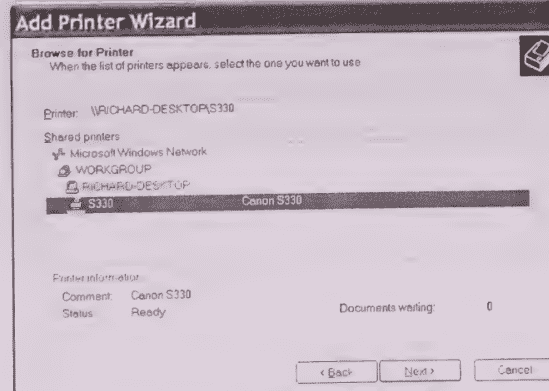 Add Printer Wizard
Browse for Printer
When the list of printers appears, select the one you want to use
Printer: \\RICHARD-DESKTOP\S330
Shared printers
Microsoft Windows Network
WORKGROUP
RICHARD-DESKTOP
S330 Canon S330
Printer information
Comment: Canon S330
Status Ready Documents waiting: 0
< Back Next > Cancel